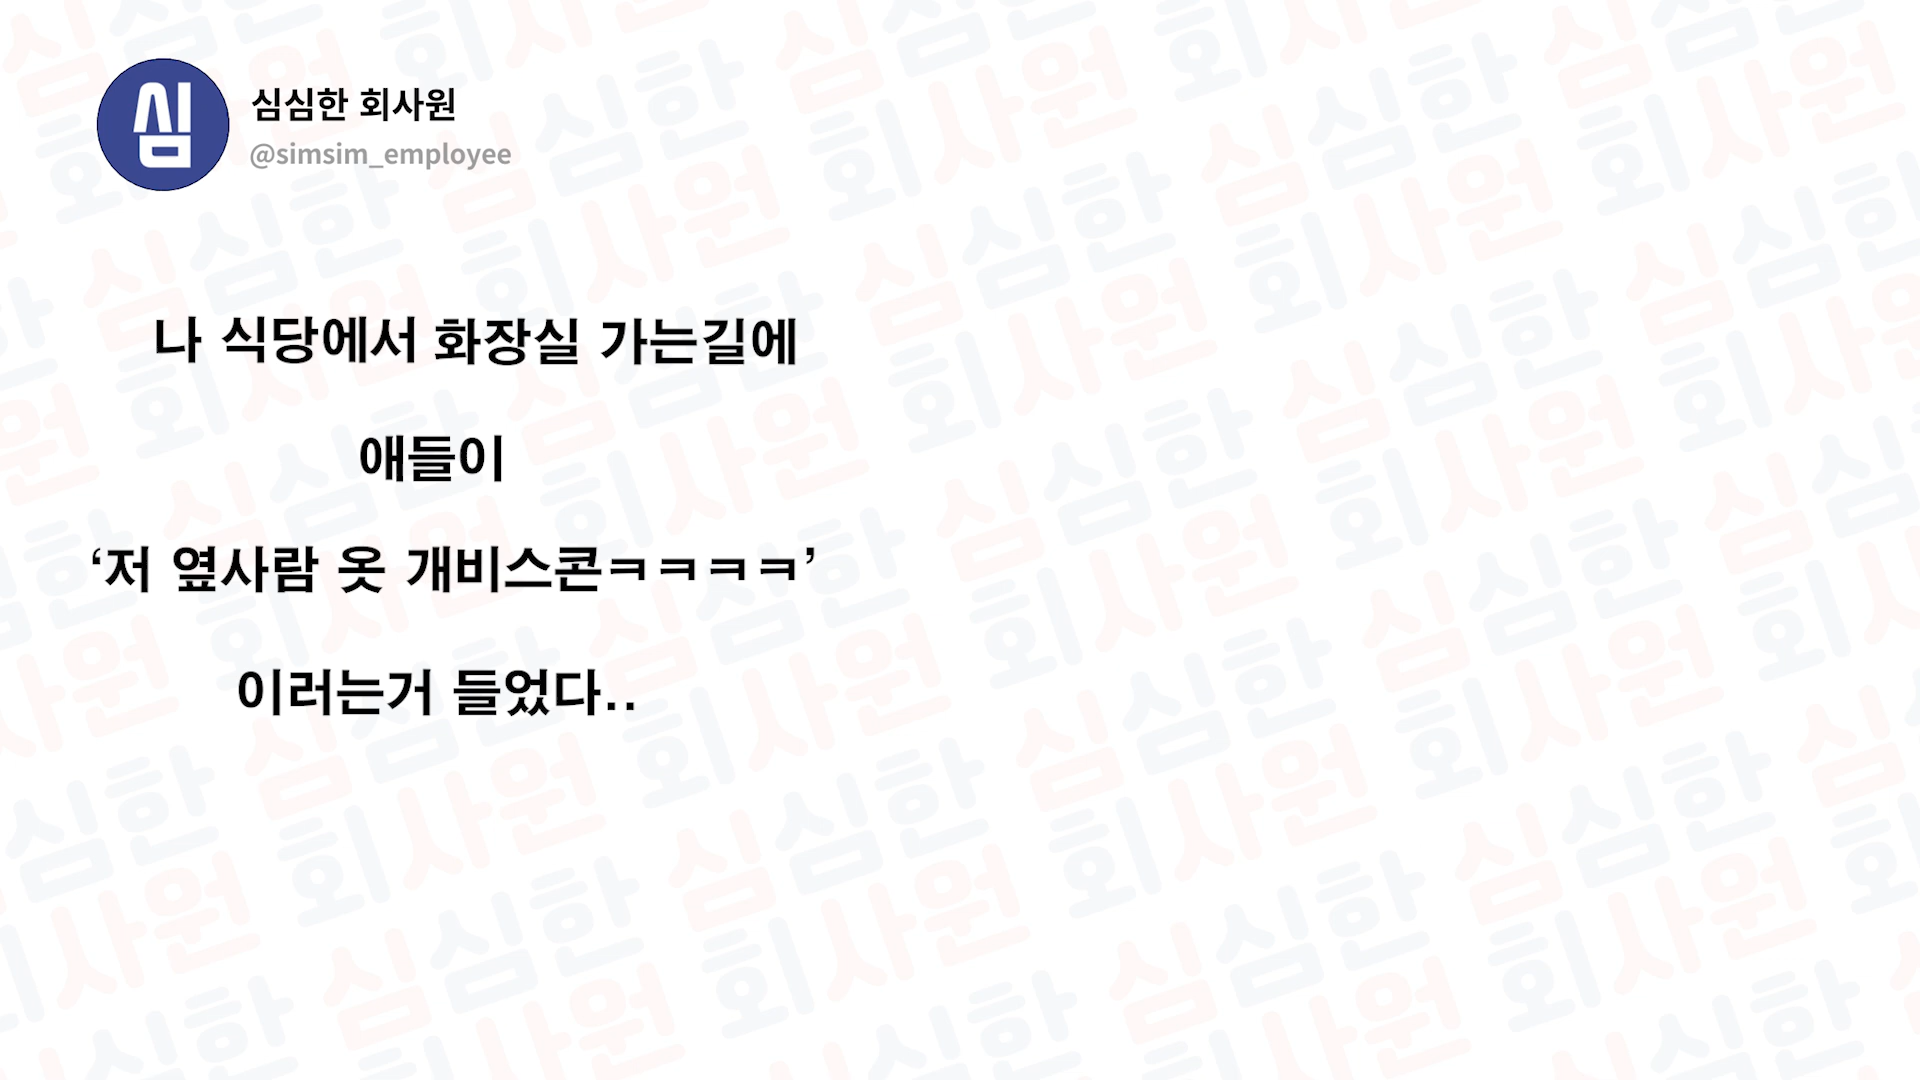 심
심심한 회사원
@simsim_employee
나 식당에서 화장실 가는길에
애들이
‘저 옆사람 옷 개비스콘ㅋㅋㅋㅋ’
이러는거 들었다..